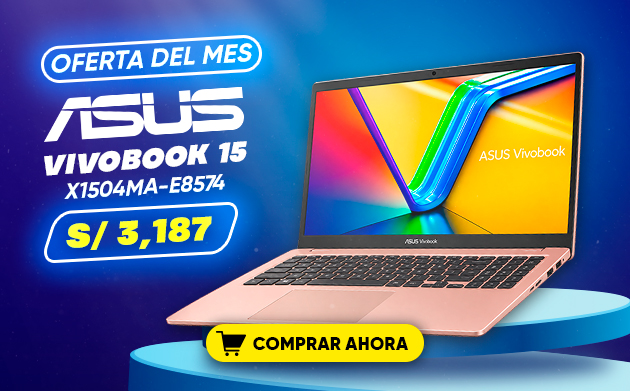 OFERTA DEL MES
ASUS
VIVOBOOK 15
X1504MA-E8574
S/ 3,187
ASUS Vivobook
ASUS Vivobook
COMPRAR AHORA